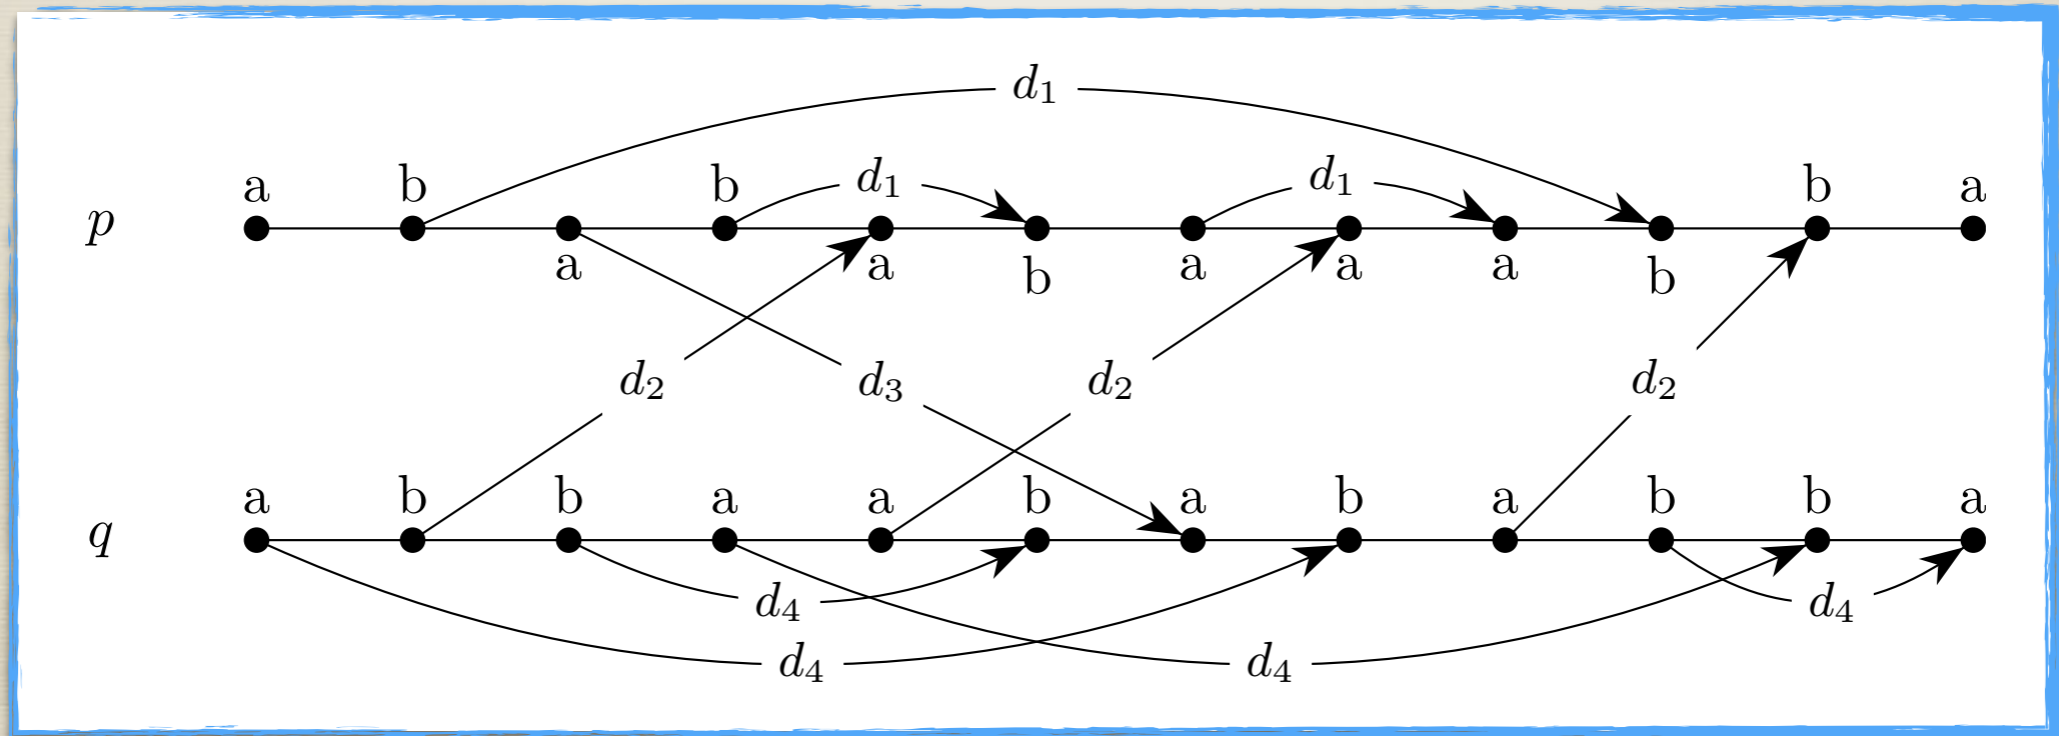 d₁
a b b d₁ d₁ b a
p
a a b a a a b
d₂ d₃ d₂ d₂
a b b a a b a b a b b a
q
d₄ d₄
d₄ d₄